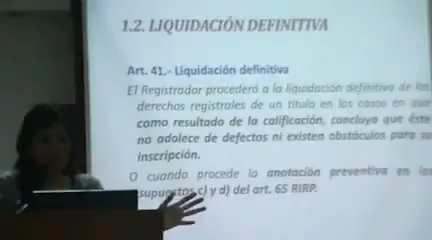 1.2. LIQUIDACIÓN DEFINITIVA
Art. 41.- Liquidación definitiva
El Registrador procederá a la liquidación definitiva de los
derechos registrales de un título en los casos en que
como resultado de la calificación, concluya que éste
no adolece de defectos ni existen obstáculos para su
inscripción.
O cuando procede la anotación preventiva en los
supuestos c) y d) del art. 65 RIRP.